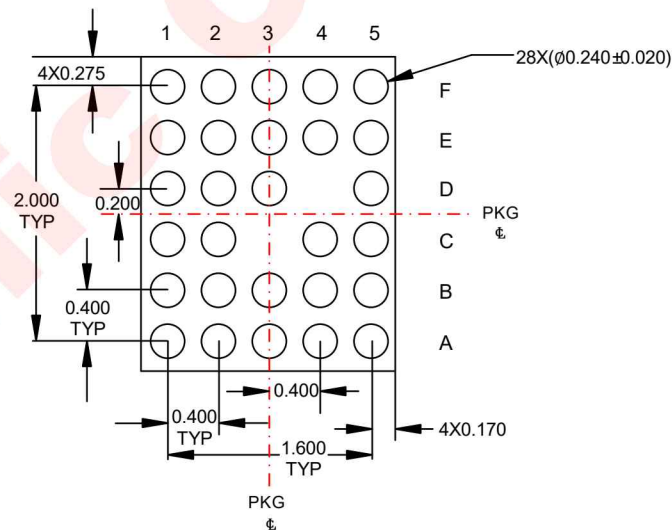 1 2 3 4 5
28X(Ø0.240±0.020)
4X0.275
F
E
D
2.000
TYP
0.200
PKG
℄
C
0.400
TYP
B
A
0.400
0.400
TYP
4X0.170
1.600
TYP
PKG
℄